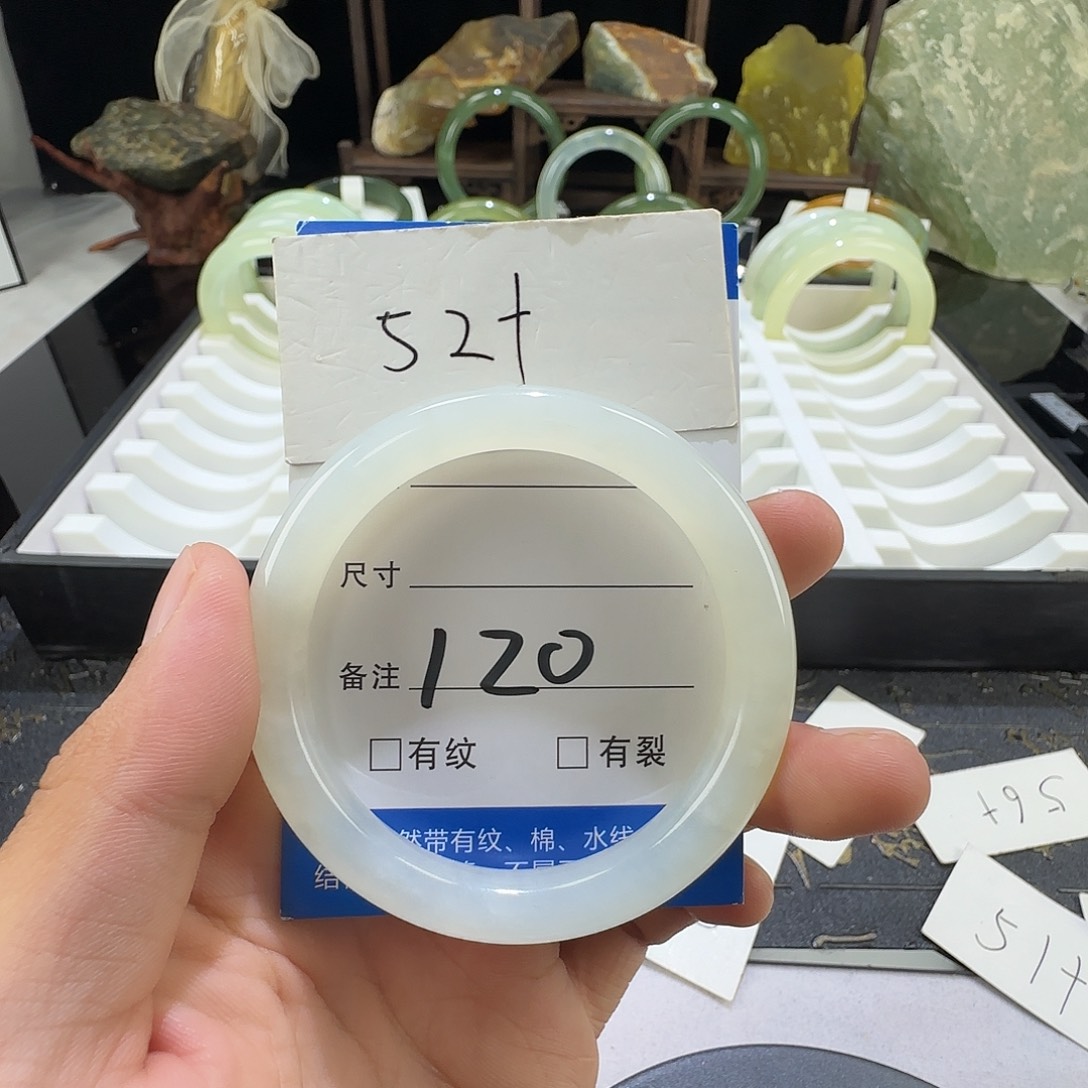 52+
尺寸
备注 120
□有纹 □有裂
然带有纹、棉、水线
结
56+
51+